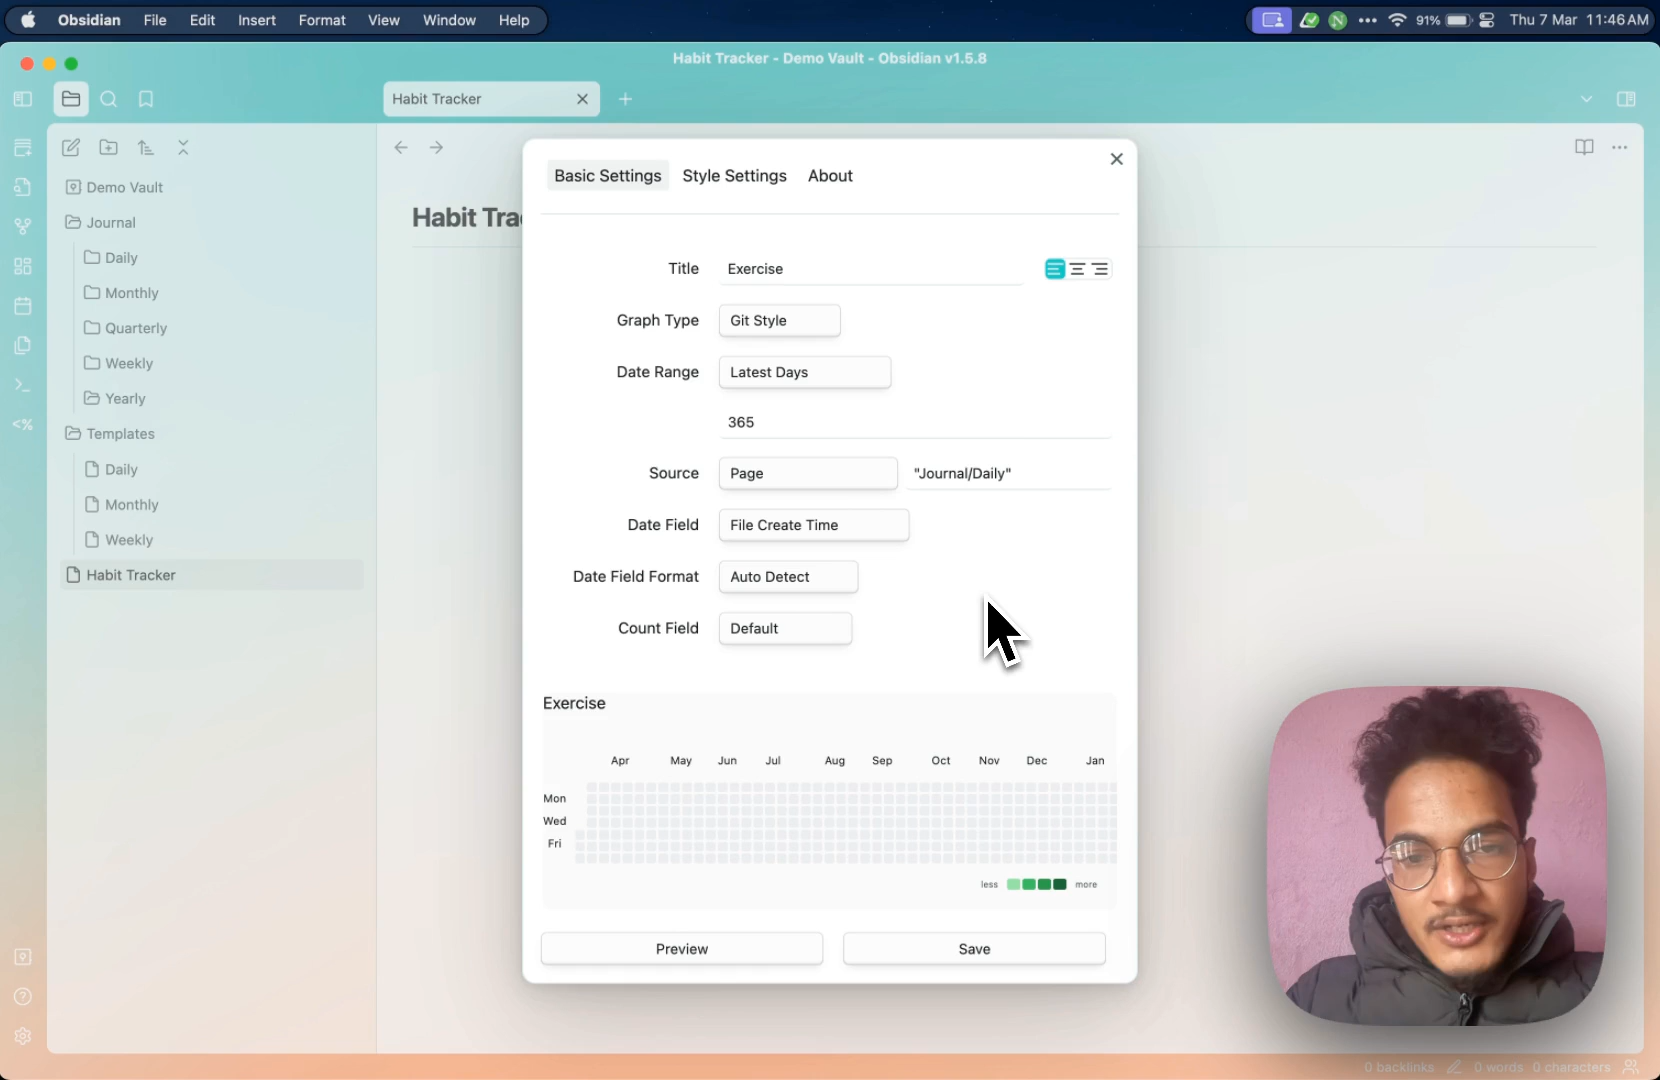 Obsidian File Edit Insert Format View Window Help
91% Thu 7 Mar 11:46 AM
Habit Tracker - Demo Vault - Obsidian v1.5.8
Habit Tracker
Demo Vault
Journal
Daily
Monthly
Quarterly
Weekly
Yearly
Templates
Daily
Monthly
Weekly
Habit Tracker
<%
Habit Tra
Basic Settings Style Settings About
Title Exercise
Graph Type Git Style
Date Range Latest Days
365
Source Page "Journal/Daily"
Date Field File Create Time
Date Field Format Auto Detect
Count Field Default
Exercise
Apr May Jun Jul Aug Sep Oct Nov Dec Jan
Mon
Wed
Fri
less more
Preview Save
0 backlinks 0 words 0 characters